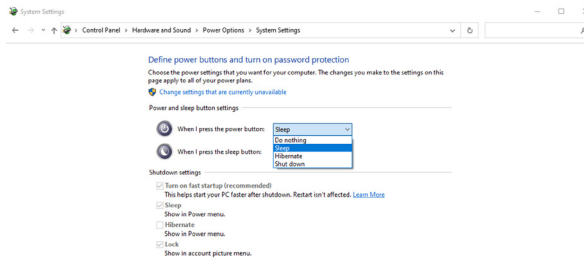 System Settings
Control Panel > Hardware and Sound > Power Options > System Settings
Define power buttons and turn on password protection
Choose the power settings that you want for your computer. The changes you make to the settings on this
page apply to all of your power plans.
Change settings that are currently unavailable
Power and sleep button settings
When I press the power button: Sleep
Do nothing
Sleep
Hibernate
Shut down
When I press the sleep button:
Shutdown settings
Turn on fast startup (recommended)
This helps start your PC faster after shutdown. Restart isn't affected. Learn More
Sleep
Show in Power menu.
Hibernate
Show in Power menu.
Lock
Show in account picture menu.